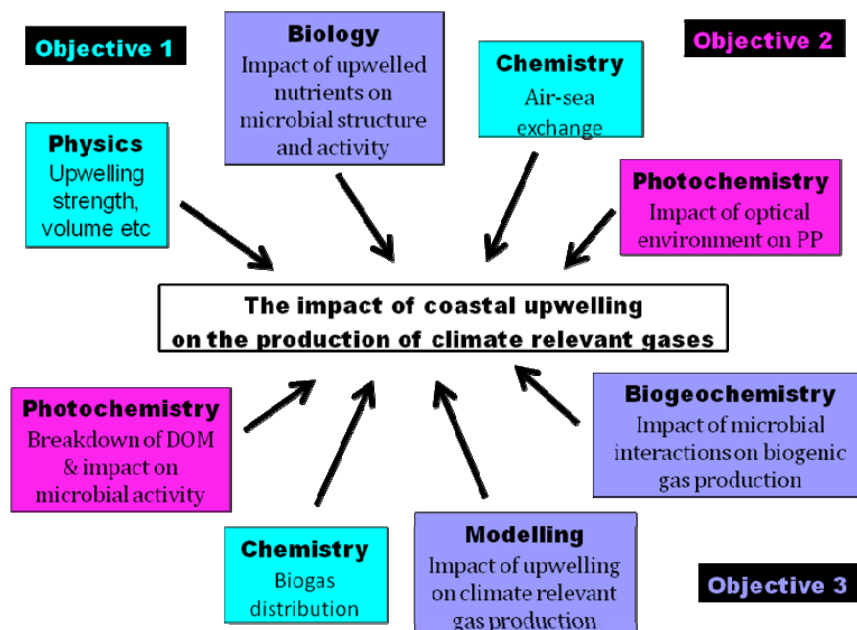 Objective 1
Biology
Impact of upwelled
nutrients on
microbial structure
and activity
Objective 2
Chemistry
Air-sea
exchange
Physics
Upwelling
strength,
volume etc
Photochemistry
Impact of optical
environment on PP
The impact of coastal upwelling
on the production of climate relevant gases
Photochemistry
Breakdown of DOM
& impact on
microbial activity
Biogeochemistry
Impact of microbial
interactions on biogenic
gas production
Chemistry
Biogas
distribution
Modelling
Impact of upwelling
on climate relevant
gas production
Objective 3